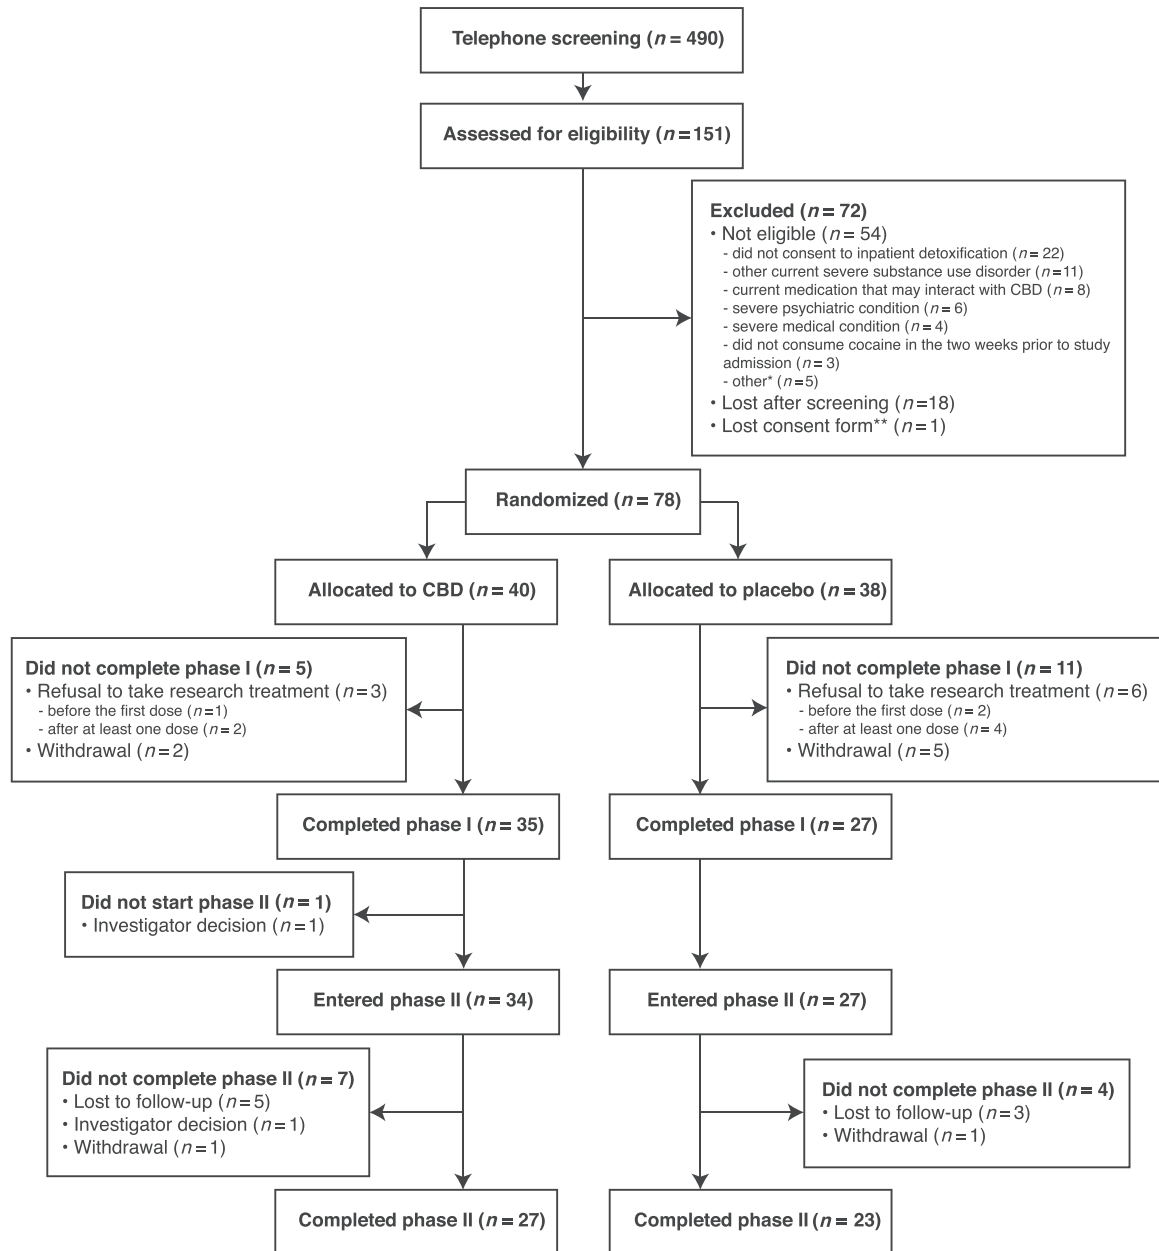 Telephone screening (n = 490)
Assessed for eligibility (n = 151)
Excluded (n = 72)
• Not eligible (n = 54)
- did not consent to inpatient detoxification (n = 22)
- other current severe substance use disorder (n = 11)
- current medication that may interact with CBD (n = 8)
- severe psychiatric condition (n = 6)
- severe medical condition (n = 4)
- did not consume cocaine in the two weeks prior to study
admission (n = 3)
- other* (n = 5)
• Lost after screening (n = 18)
• Lost consent form** (n = 1)
Randomized (n = 78)
Allocated to CBD (n = 40)
Allocated to placebo (n = 38)
Did not complete phase I (n = 5)
• Refusal to take research treatment (n = 3)
- before the first dose (n = 1)
- after at least one dose (n = 2)
• Withdrawal (n = 2)
Did not complete phase I (n = 11)
• Refusal to take research treatment (n = 6)
- before the first dose (n = 2)
- after at least one dose (n = 4)
• Withdrawal (n = 5)
Completed phase I (n = 35)
Completed phase I (n = 27)
Did not start phase II (n = 1)
• Investigator decision (n = 1)
Entered phase II (n = 34)
Entered phase II (n = 27)
Did not complete phase II (n = 7)
• Lost to follow-up (n = 5)
• Investigator decision (n = 1)
• Withdrawal (n = 1)
Did not complete phase II (n = 4)
• Lost to follow-up (n = 3)
• Withdrawal (n = 1)
Completed phase II (n = 27)
Completed phase II (n = 23)